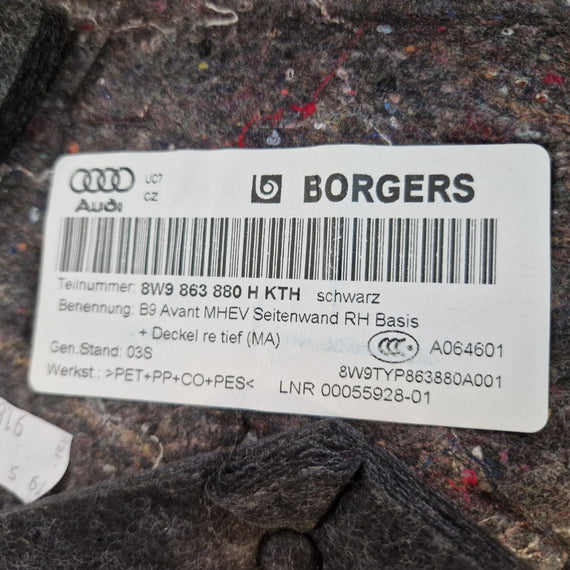 UC7
CZ
Audi
BORGERS
Teilnummer: 8W9 863 880 H KTH schwarz
Benennung: B9 Avant MHEV Seitenwand RH Basis
+ Deckel re tief (MA)
Gen.Stand: 03S
CCC
A064601
8W9TYP863880A001
Werkst.: >PET+PP+CO+PES<
LNR 00055928-01